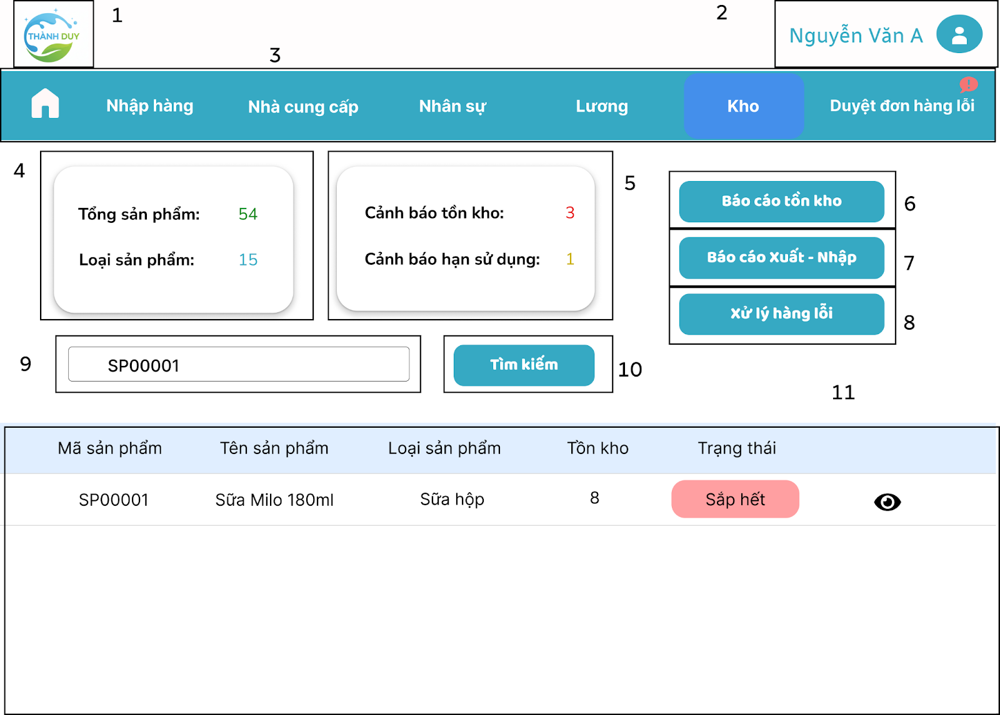 THÀNH DUY
1
2
Nguyễn Văn A
3
Nhập hàng
Nhà cung cấp
Nhân sự
Lương
Kho
Duyệt đơn hàng lỗi
4
Tổng sản phẩm: 54
Loại sản phẩm: 15
Cảnh báo tồn kho: 3
Cảnh báo hạn sử dụng: 1
5
Báo cáo tồn kho
6
Báo cáo Xuất - Nhập
7
Xử lý hàng lỗi
8
9
SP00001
Tìm kiếm
10
11
Mã sản phẩm Tên sản phẩm Loại sản phẩm Tồn kho Trạng thái
SP00001 Sữa Milo 180ml Sữa hộp 8 Sắp hết